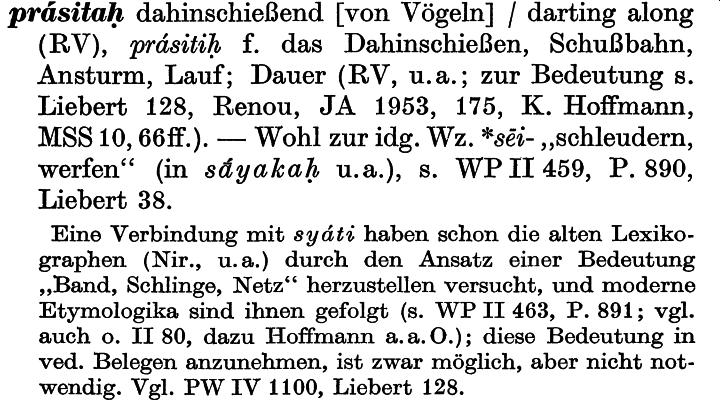 prásitaḥ dahinschießend [von Vögeln] / darting along
(RV), prásitiḥ f. das Dahinschießen, Schußbahn,
Ansturm, Lauf; Dauer (RV, u.a.; zur Bedeutung s.
Liebert 128, Renou, JA 1953, 175, K. Hoffmann,
MSS 10, 66ff.). — Wohl zur idg. Wz. *sēi- „schleudern,
werfen“ (in sā́yakaḥ u.a.), s. WP II 459, P. 890,
Liebert 38.
Eine Verbindung mit syáti haben schon die alten Lexiko-
graphen (Nir., u.a.) durch den Ansatz einer Bedeutung
„Band, Schlinge, Netz“ herzustellen versucht, und moderne
Etymologika sind ihnen gefolgt (s. WP II 463, P. 891; vgl.
auch o. II 80, dazu Hoffmann a.a.O.); diese Bedeutung in
ved. Belegen anzunehmen, ist zwar möglich, aber nicht not-
wendig. Vgl. PW IV 1100, Liebert 128.